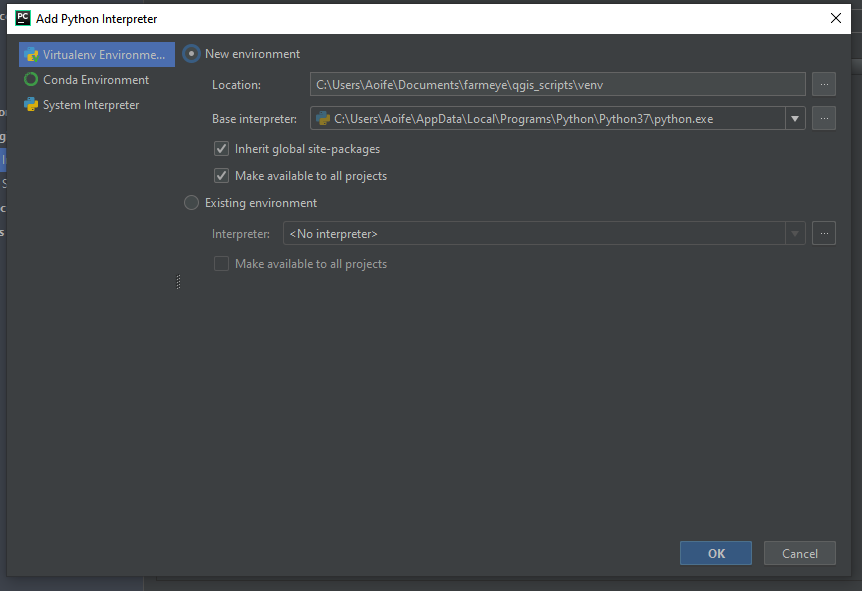 PC Add Python Interpreter
Virtualenv Environme...
Conda Environment
System Interpreter
New environment
Location: C:\Users\Aoife\Documents\farmeye\qgis_scripts\venv ...
Base interpreter: C:\Users\Aoife\AppData\Local\Programs\Python\Python37\python.exe ...
Inherit global site-packages
Make available to all projects
Existing environment
Interpreter: <No interpreter> ...
Make available to all projects
OK Cancel